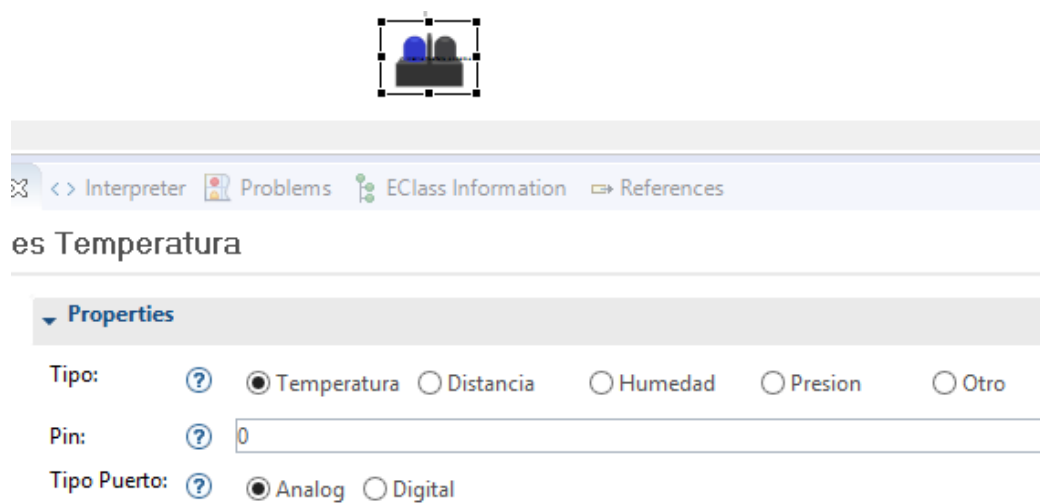 <> Interpreter Problems EClass Information References
es Temperatura
Properties
Tipo: ? Temperatura Distancia Humedad Presion Otro
Pin: ? 0
Tipo Puerto: ? Analog Digital